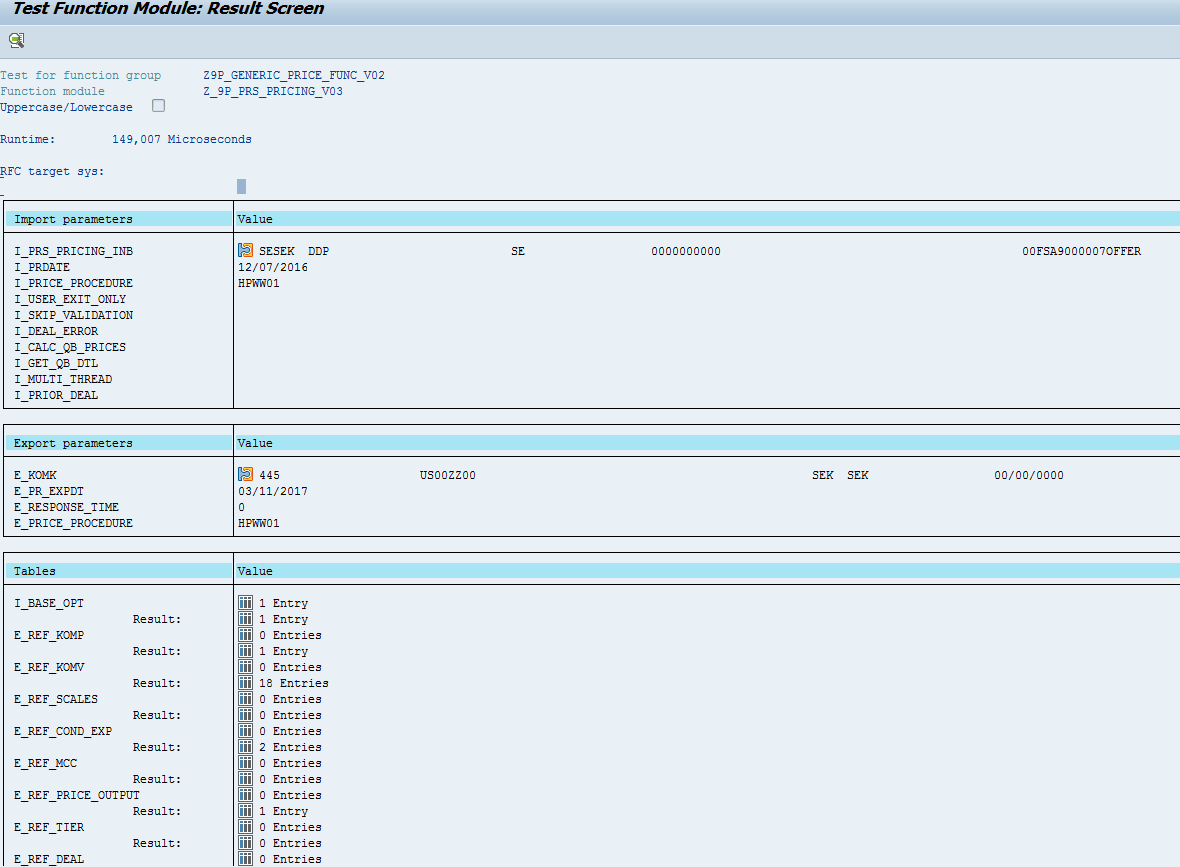 Test Function Module: Result Screen
Test for function group Z9P_GENERIC_PRICE_FUNC_V02
Function module Z_9P_PRS_PRICING_V03
Uppercase/Lowercase
Runtime: 149,007 Microseconds
RFC target sys:
Import parameters Value
I_PRS_PRICING_INB SESEK DDP SE 0000000000 00FSA9000007OFFER
I_PRDATE 12/07/2016
I_PRICE_PROCEDURE HPWW01
I_USER_EXIT_ONLY
I_SKIP_VALIDATION
I_DEAL_ERROR
I_CALC_QB_PRICES
I_GET_QB_DTL
I_MULTI_THREAD
I_PRIOR_DEAL
Export parameters Value
E_KOMK 445 US00ZZ00 SEK SEK 00/00/0000
E_PR_EXPDT 03/11/2017
E_RESPONSE_TIME 0
E_PRICE_PROCEDURE HPWW01
Tables Value
I_BASE_OPT 1 Entry
Result: 1 Entry
E_REF_KOMP 0 Entries
Result: 1 Entry
E_REF_KOMV 0 Entries
Result: 18 Entries
E_REF_SCALES 0 Entries
Result: 0 Entries
E_REF_COND_EXP 0 Entries
Result: 2 Entries
E_REF_MCC 0 Entries
Result: 0 Entries
E_REF_PRICE_OUTPUT 0 Entries
Result: 1 Entry
E_REF_TIER 0 Entries
Result: 0 Entries
E_REF_DEAL 0 Entries